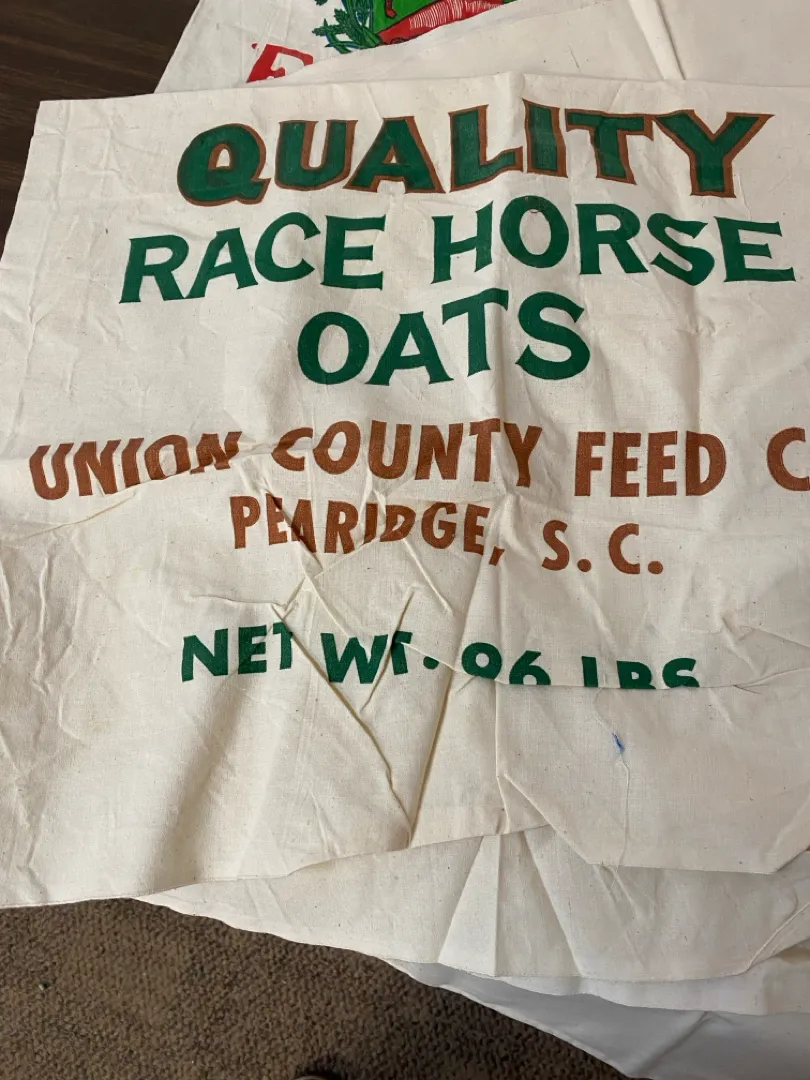 QUALITY
RACE HORSE
OATS
UNION COUNTY FEED C
PEARIDGE, S. C.
NET WT. 96 LBS